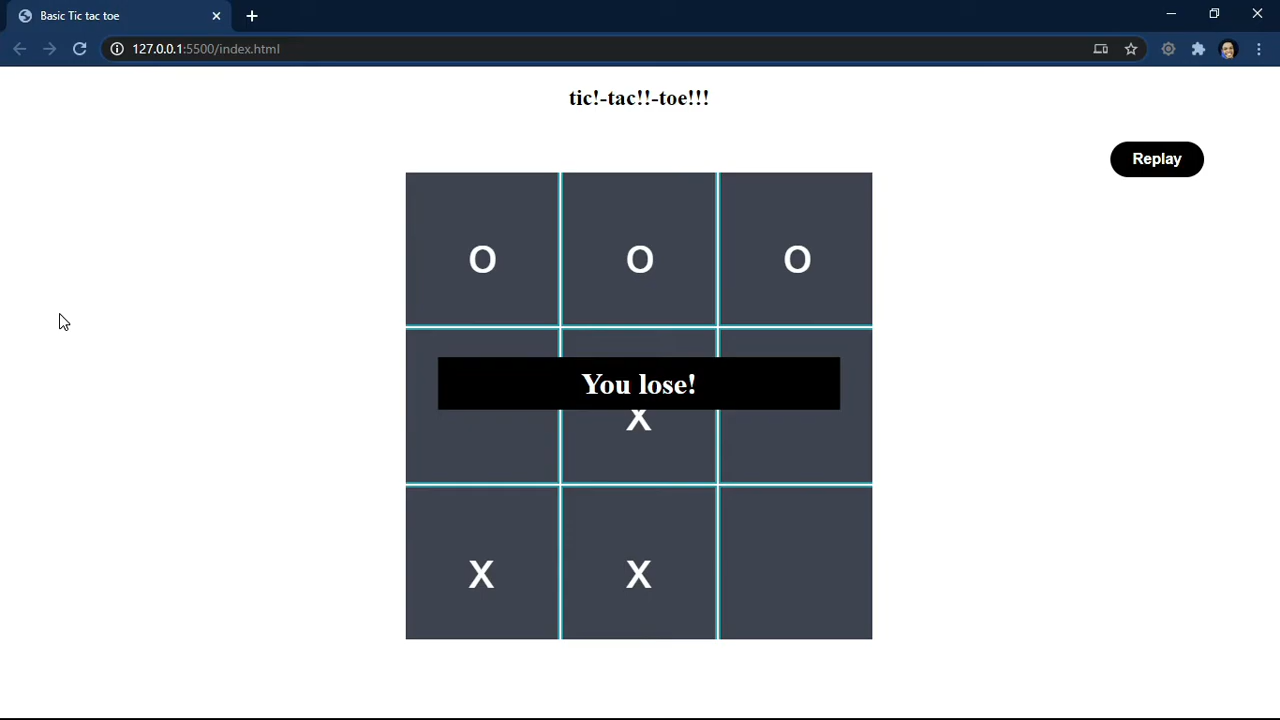 Basic Tic tac toe
127.0.0.1:5500/index.html
tic!-tac!!-toe!!!
Replay
O O O
You lose!
X
X X